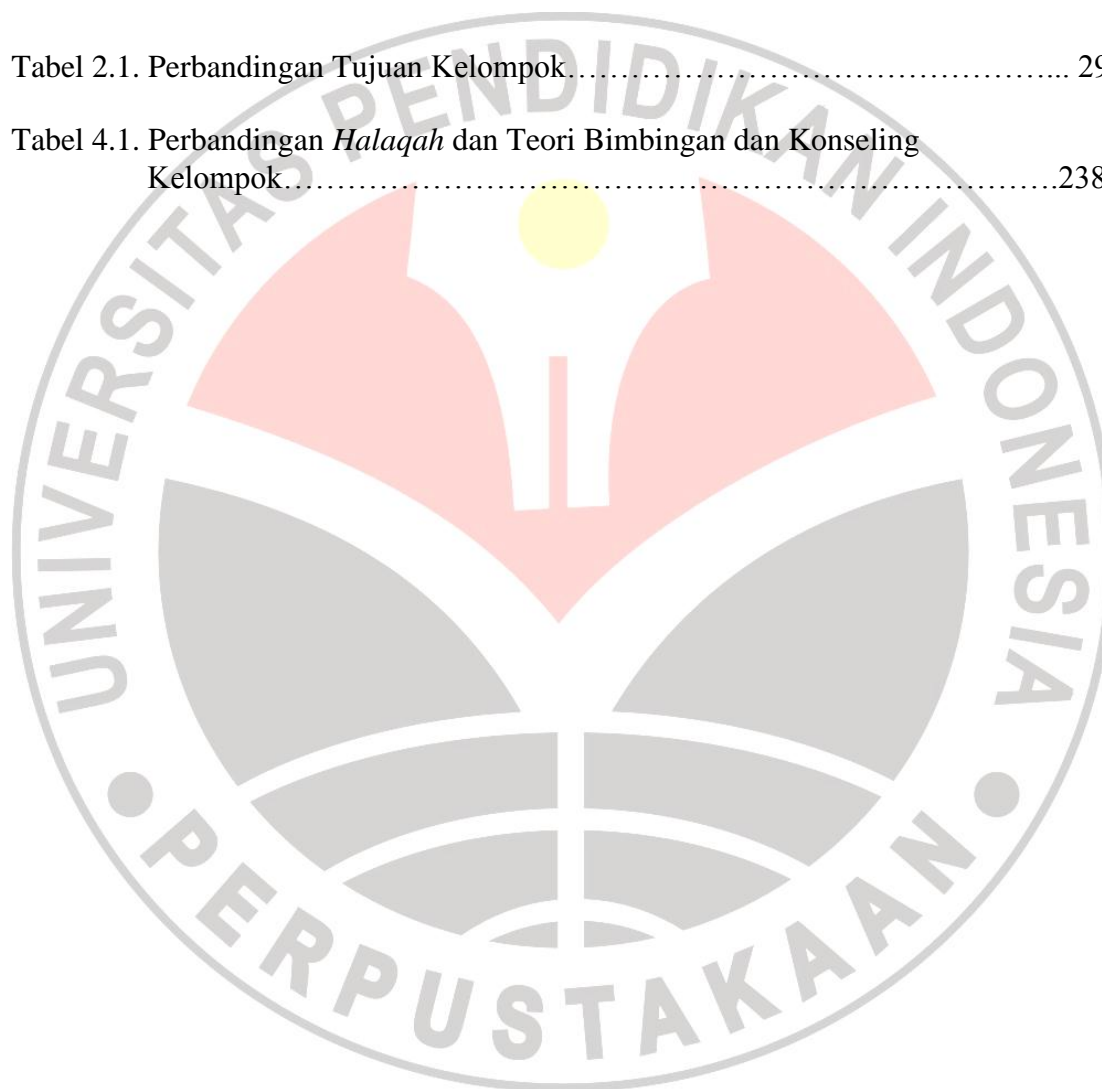 Tabel 2.1. Perbandingan Tujuan Kelompok…………………………………………... 29
Tabel 4.1. Perbandingan Halaqah dan Teori Bimbingan dan Konseling
Kelompok……………………………………………………………….238
UNIVERSITAS PENDIDIKAN INDONESIA
PERPUSTAKAAN